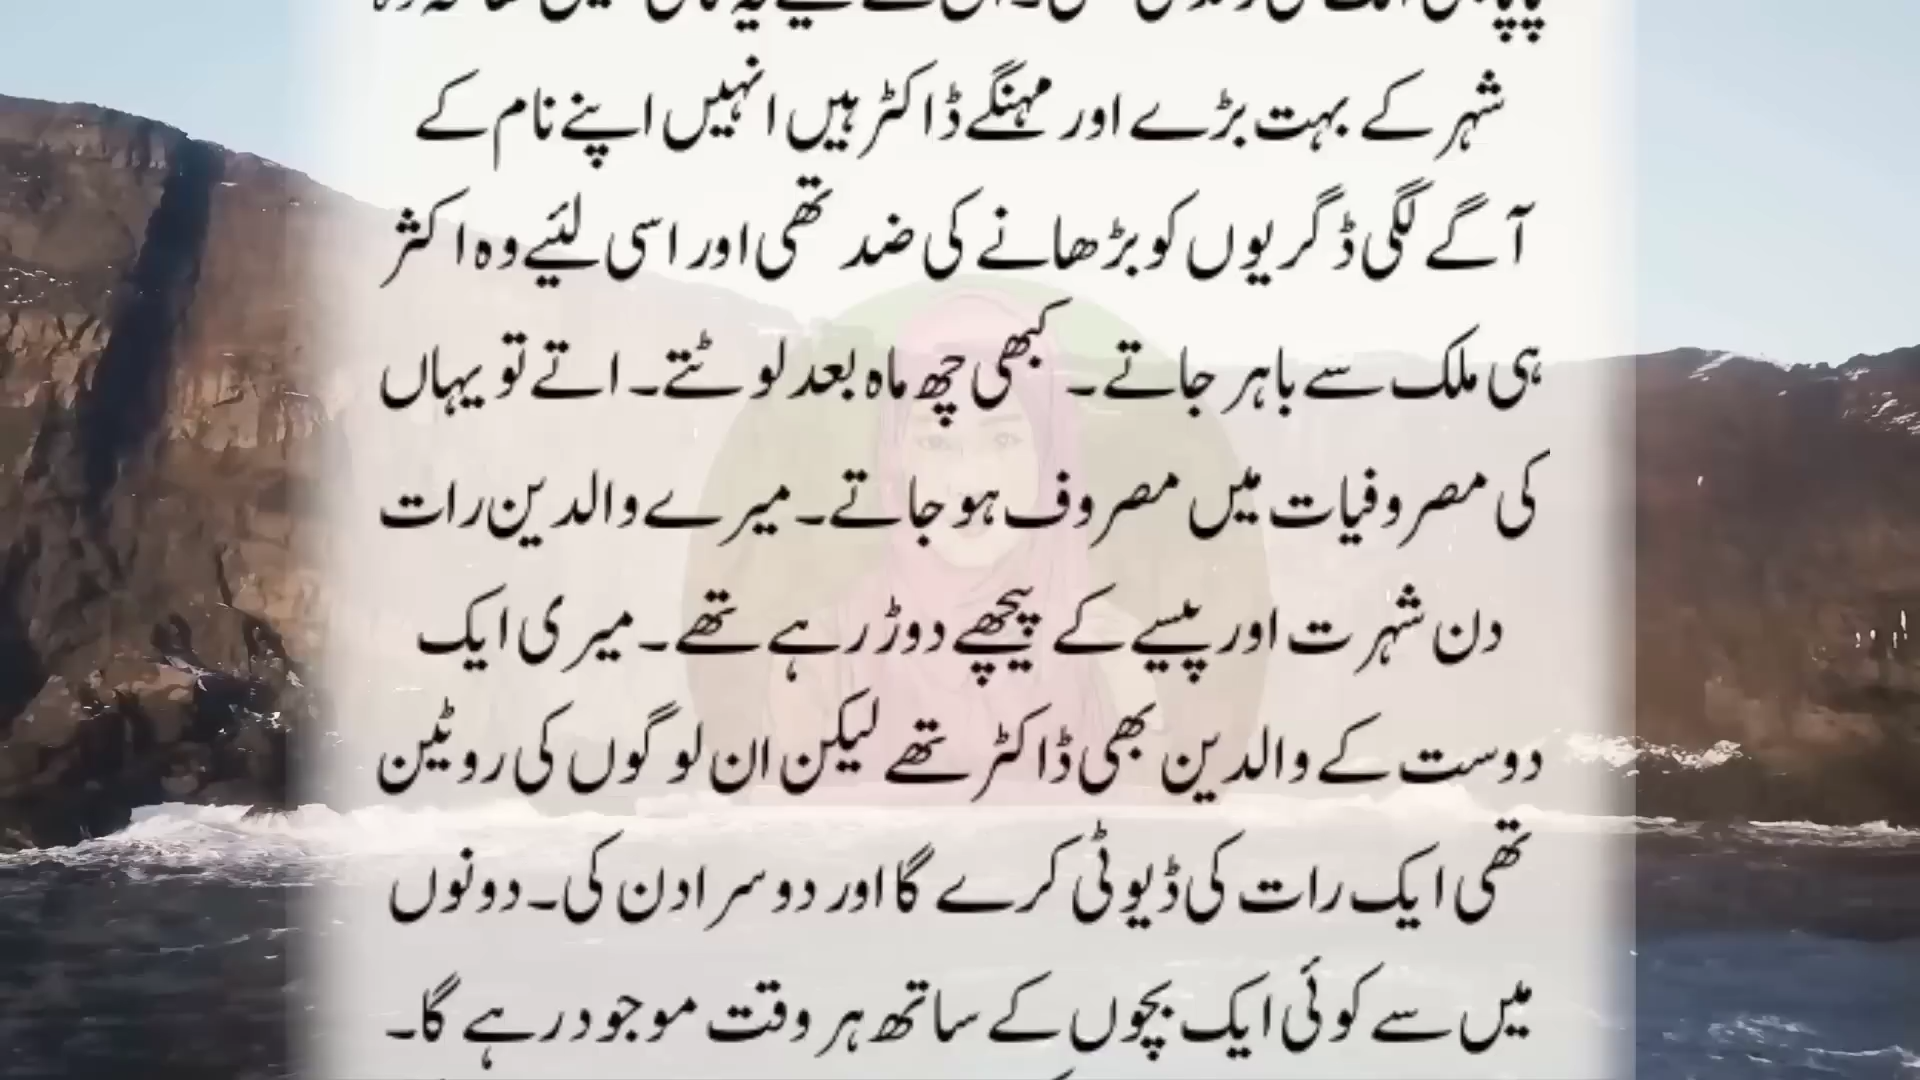 شہر کے بہت بڑے اور مہنگے ڈاکٹر ہیں انہیں اپنے نام کے
آگے لگی ڈگریوں کو بڑھانے کی ضد تھی اور اسی لئیے وہ اکثر
ہی ملک سے باہر جاتے۔ کبھی چھ ماہ بعد لوٹتے۔ اتے تو یہاں
کی مصروفیات میں مصروف ہو جاتے۔ میرے والدین رات
دن شہرت اور پیسے کے پیچھے دوڑ رہے تھے۔ میری ایک
دوست کے والدین بھی ڈاکٹر تھے لیکن ان لوگوں کی روٹین
تھی ایک رات کی ڈیوٹی کرے گا اور دوسرا دن کی۔ دونوں
میں سے کوئی ایک بچوں کے ساتھ ہر وقت موجود رہے گا۔